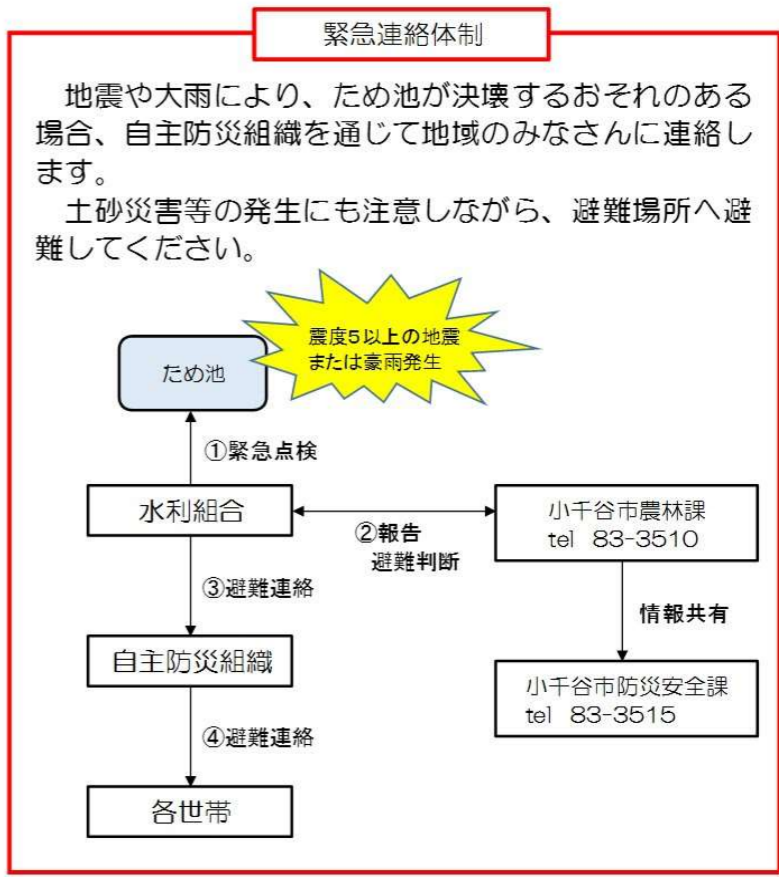 緊急連絡体制
　地震や大雨により、ため池が決壊するおそれのある
場合、自主防災組織を通じて地域のみなさんに連絡し
ます。
　土砂災害等の発生にも注意しながら、避難場所へ避
難してください。
震度5以上の地震
または豪雨発生
ため池
①緊急点検
水利組合
②報告
避難判断
小千谷市農林課
tel 83-3510
③避難連絡
情報共有
自主防災組織
小千谷市防災安全課
tel 83-3515
④避難連絡
各世帯